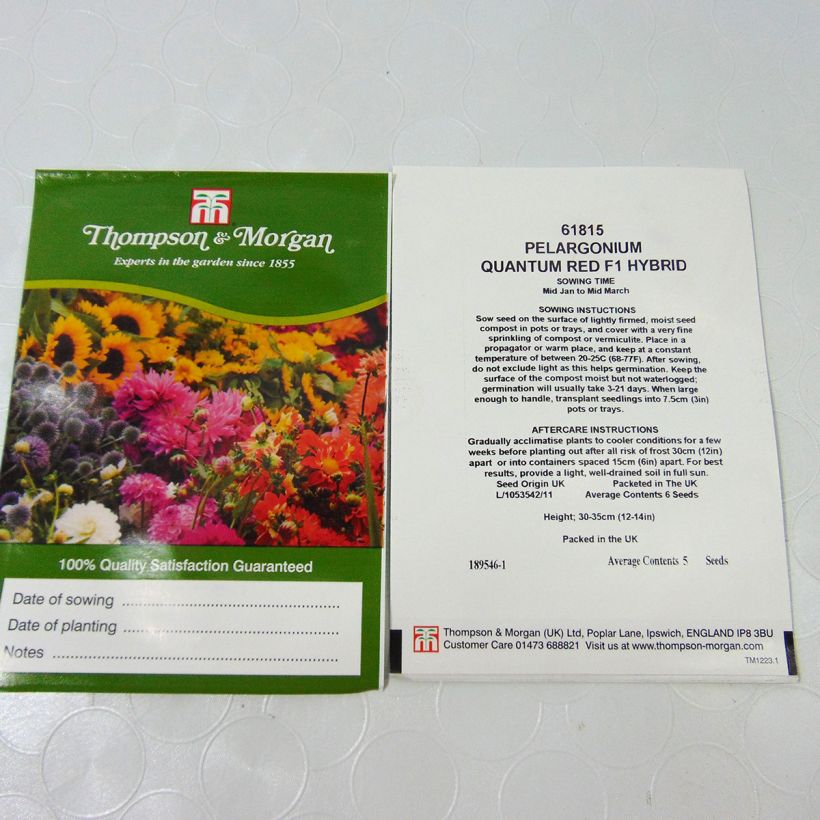 Thompson & Morgan
Experts in the garden since 1855
100% Quality Satisfaction Guaranteed
Date of sowing
Date of planting
Notes
61815
PELARGONIUM
QUANTUM RED F1 HYBRID
SOWING TIME
Mid Jan to Mid March
SOWING INSTUCTIONS
Sow seed on the surface of lightly firmed, moist seed
compost in pots or trays, and cover with a very fine
sprinkling of compost or vermiculite. Place in a
propagator or warm place, and keep at a constant
temperature of between 20-25C (68-77F). After sowing,
do not exclude light as this helps germination. Keep the
surface of the compost moist but not waterlogged;
germination will usually take 3-21 days. When large
enough to handle, transplant seedlings into 7.5cm (3in)
pots or trays.
AFTERCARE INSTRUCTIONS
Gradually acclimatise plants to cooler conditions for a few
weeks before planting out after all risk of frost 30cm (12in)
apart or into containers spaced 15cm (6in) apart. For best
results, provide a light, well-drained soil in full sun.
Seed Origin UK Packeted in The UK
L/1053542/11 Average Contents 6 Seeds
Height; 30-35cm (12-14in)
Packed in the UK
189546-1 Average Contents 5 Seeds
Thompson & Morgan (UK) Ltd, Poplar Lane, Ipswich, ENGLAND IP8 3BU
Customer Care 01473 688821 Visit us at www.thompson-morgan.com
TM1223.1